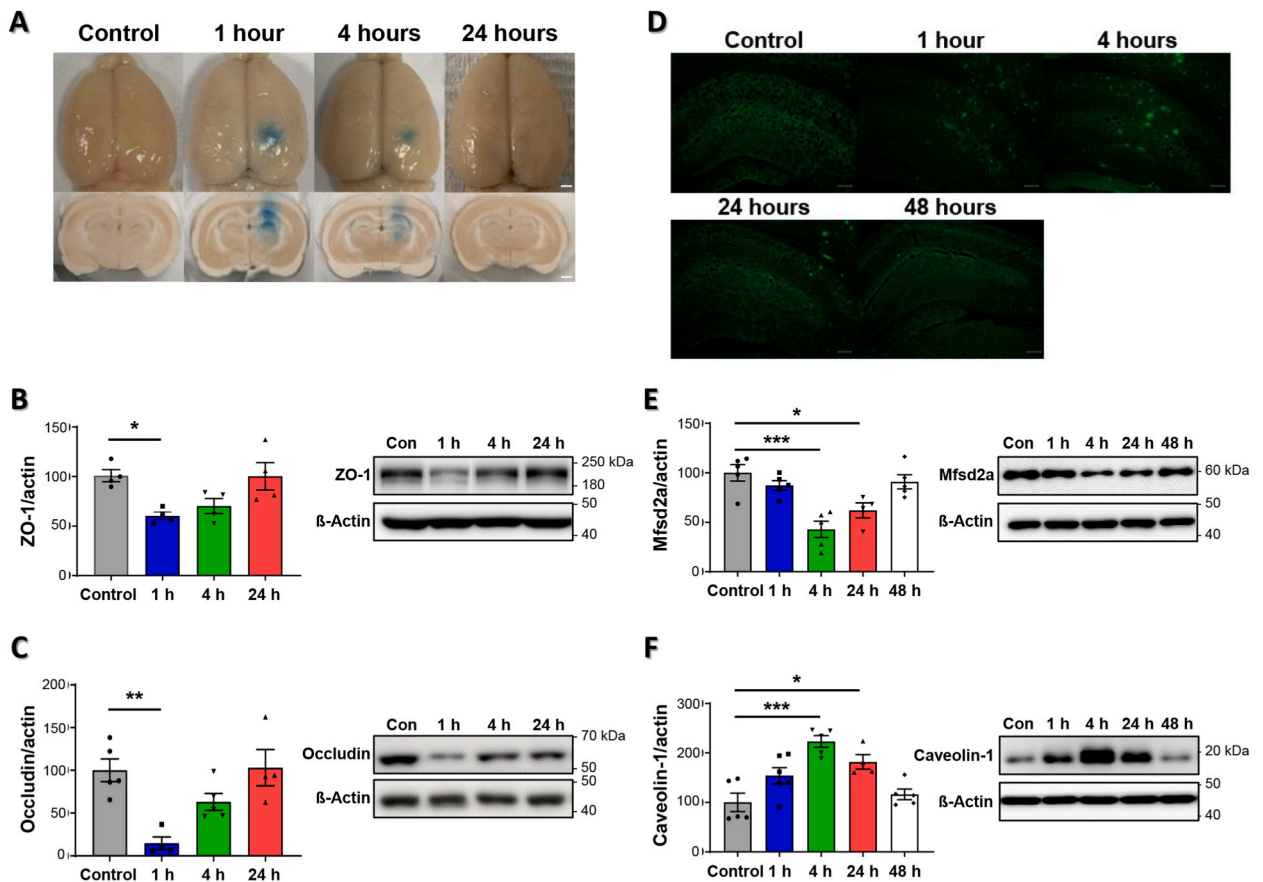 A
Control 1 hour 4 hours 24 hours
D
Control 1 hour 4 hours
24 hours 48 hours
B
ZO-1/actin
150
100
50
0
*
Control 1 h 4 h 24 h
Con 1 h 4 h 24 h
ZO-1
250 kDa
180
ß-Actin
50
40
E
Mfsd2a/actin
150
100
50
0
*
***
Control 1 h 4 h 24 h 48 h
Con 1 h 4 h 24 h 48 h
Mfsd2a
60 kDa
ß-Actin
50
40
C
Occludin/actin
200
150
100
50
0
**
Control 1 h 4 h 24 h
Con 1 h 4 h 24 h
Occludin
70 kDa
50
ß-Actin
50
40
F
Caveolin-1/actin
300
200
100
0
*
***
Control 1 h 4 h 24 h 48 h
Con 1 h 4 h 24 h 48 h
Caveolin-1
20 kDa
ß-Actin
50
40